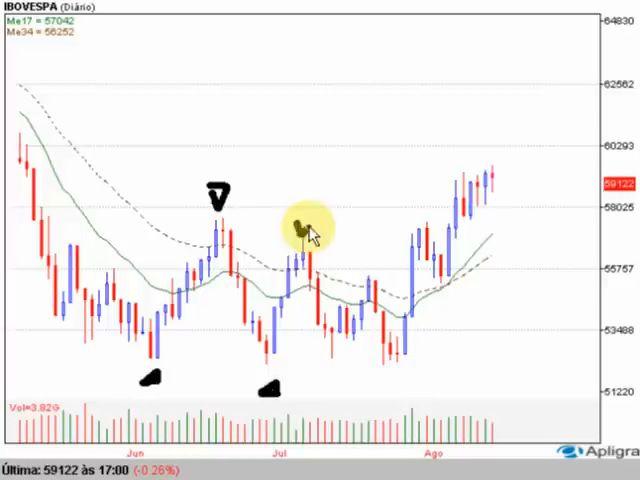 IBOVESPA (Diário)
Me17 = 57042
Me34 = 56252
64830
62562
60293
59122
58025
55757
53488
51220
Vol=3.82G
Jun Jul Ago
Apligra
Última: 59122 às 17:00 (-0.26%)